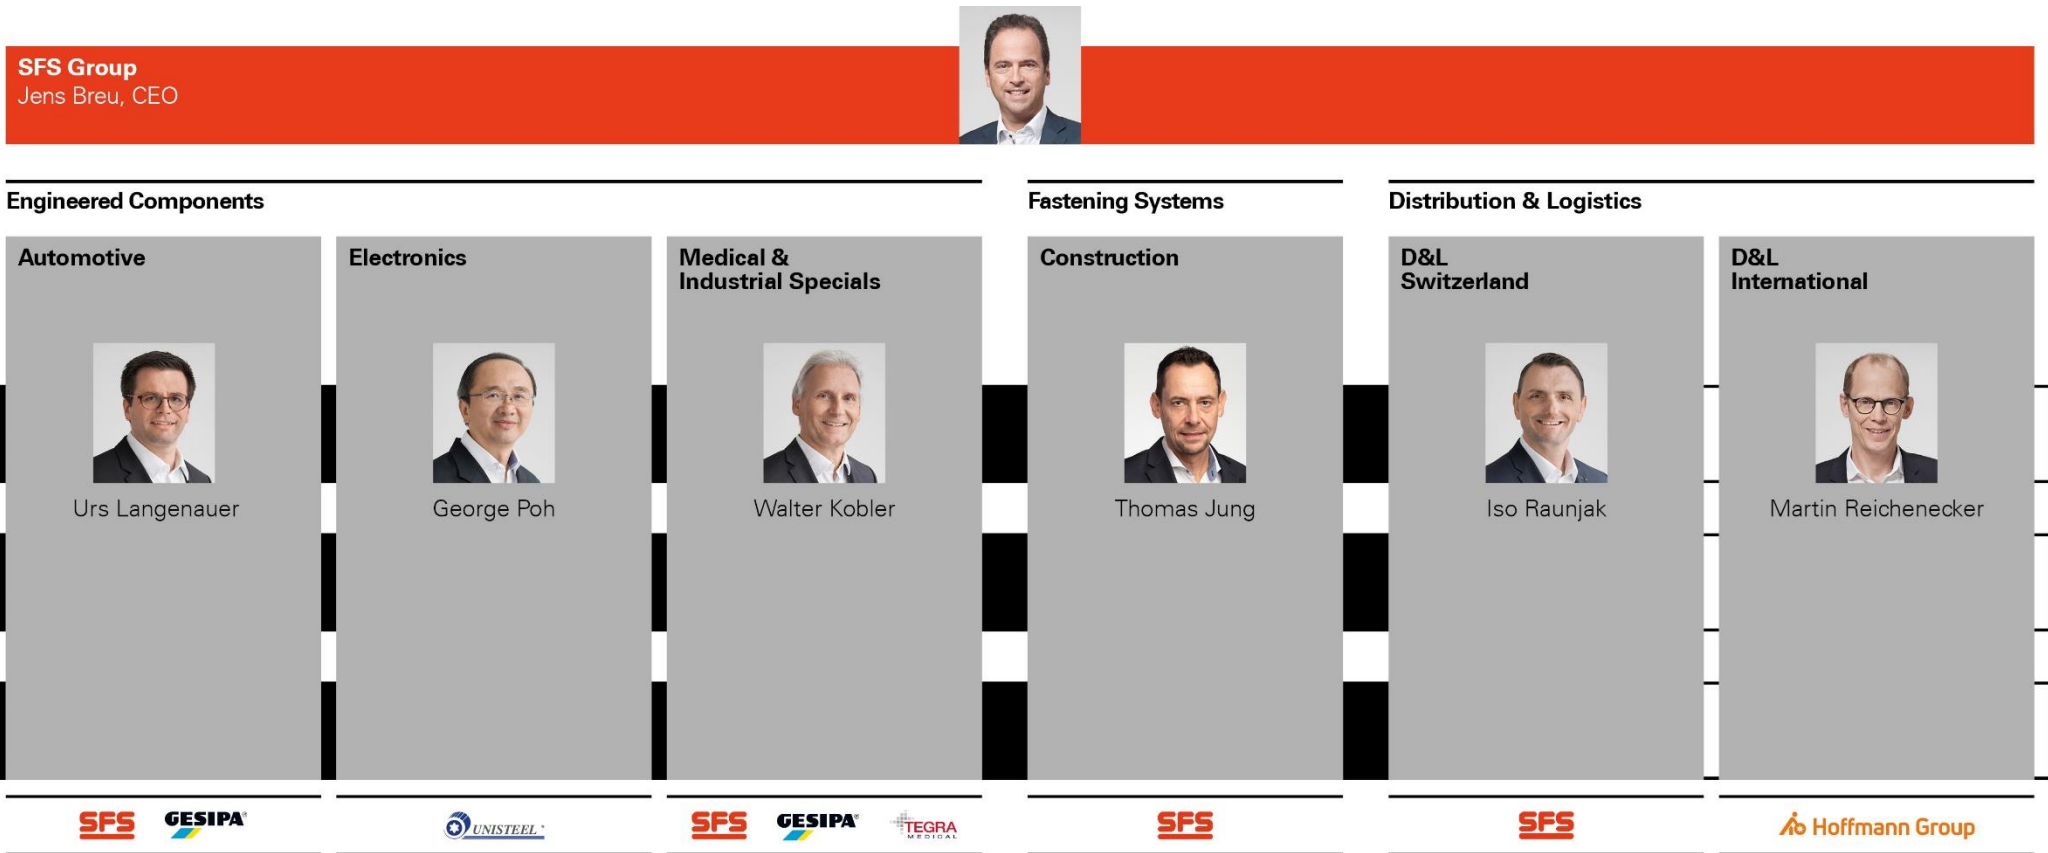 SFS Group
Jens Breu, CEO
Engineered Components
Fastening Systems
Distribution & Logistics
Automotive
Electronics
Medical &
Industrial Specials
Construction
D&L
Switzerland
D&L
International
Urs Langenauer
George Poh
Walter Kobler
Thomas Jung
Iso Raunjak
Martin Reichenecker
SFS
GESIPA®
UNISTEEL
SFS
GESIPA®
TEGRA
MEDICAL
SFS
SFS
Hoffmann Group